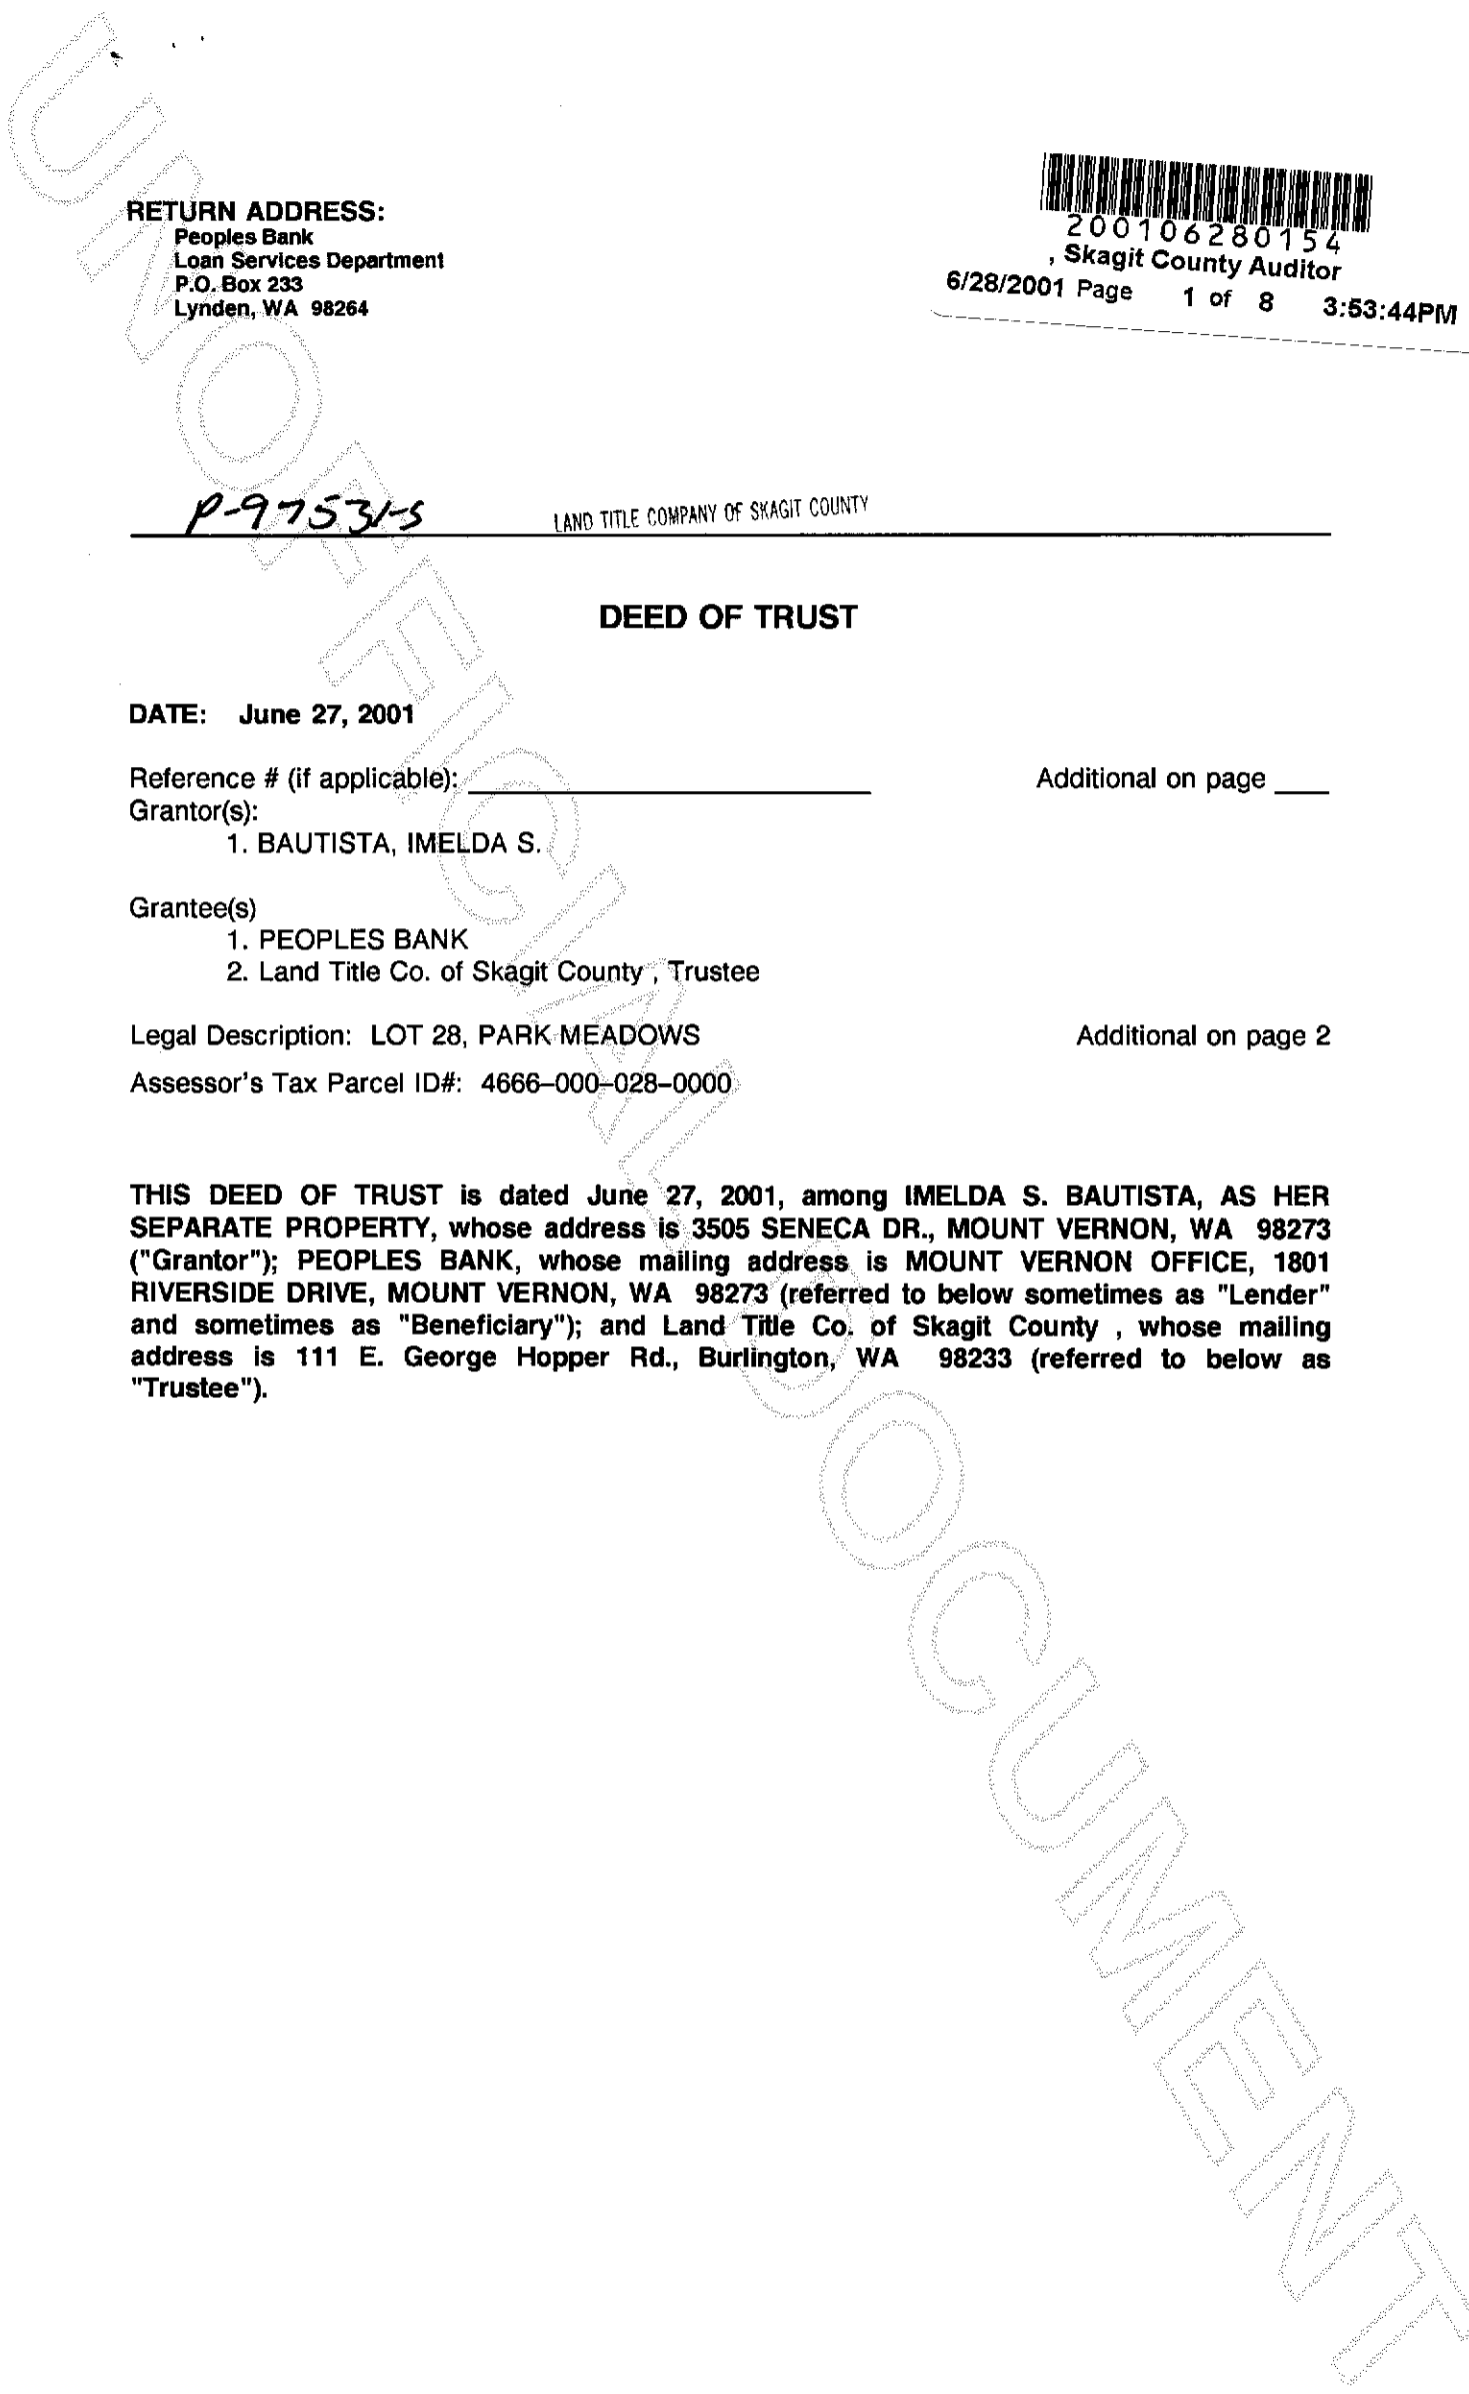 RETURN ADDRESS:
Peoples Bank
Loan Services Department
P.O. Box 233
Lynden, WA 98264
200106280154
, Skagit County Auditor
6/28/2001 Page 1 of 8 3:53:44PM
P-97531-S
LAND TITLE COMPANY OF SKAGIT COUNTY
DEED OF TRUST
DATE: June 27, 2001
Reference # (if applicable): Additional on page
Grantor(s):
1. BAUTISTA, IMELDA S.
Grantee(s)
1. PEOPLES BANK
2. Land Title Co. of Skagit County , Trustee
Legal Description: LOT 28, PARK MEADOWS Additional on page 2
Assessor's Tax Parcel ID#: 4666-000-028-0000
THIS DEED OF TRUST is dated June 27, 2001, among IMELDA S. BAUTISTA, AS HER
SEPARATE PROPERTY, whose address is 3505 SENECA DR., MOUNT VERNON, WA 98273
("Grantor"); PEOPLES BANK, whose mailing address is MOUNT VERNON OFFICE, 1801
RIVERSIDE DRIVE, MOUNT VERNON, WA 98273 (referred to below sometimes as "Lender"
and sometimes as "Beneficiary"); and Land Title Co. of Skagit County , whose mailing
address is 111 E. George Hopper Rd., Burlington, WA 98233 (referred to below as
"Trustee").
UNOFFICIAL DOCUMENT